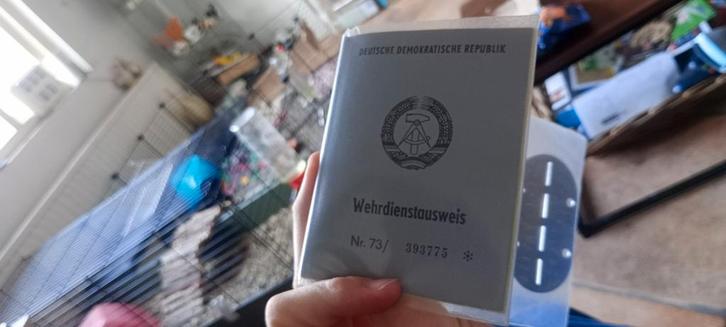 DEUTSCHE DEMOKRATISCHE REPUBLIK
Wehrdienstausweis
Nr. 73/ 393775 *